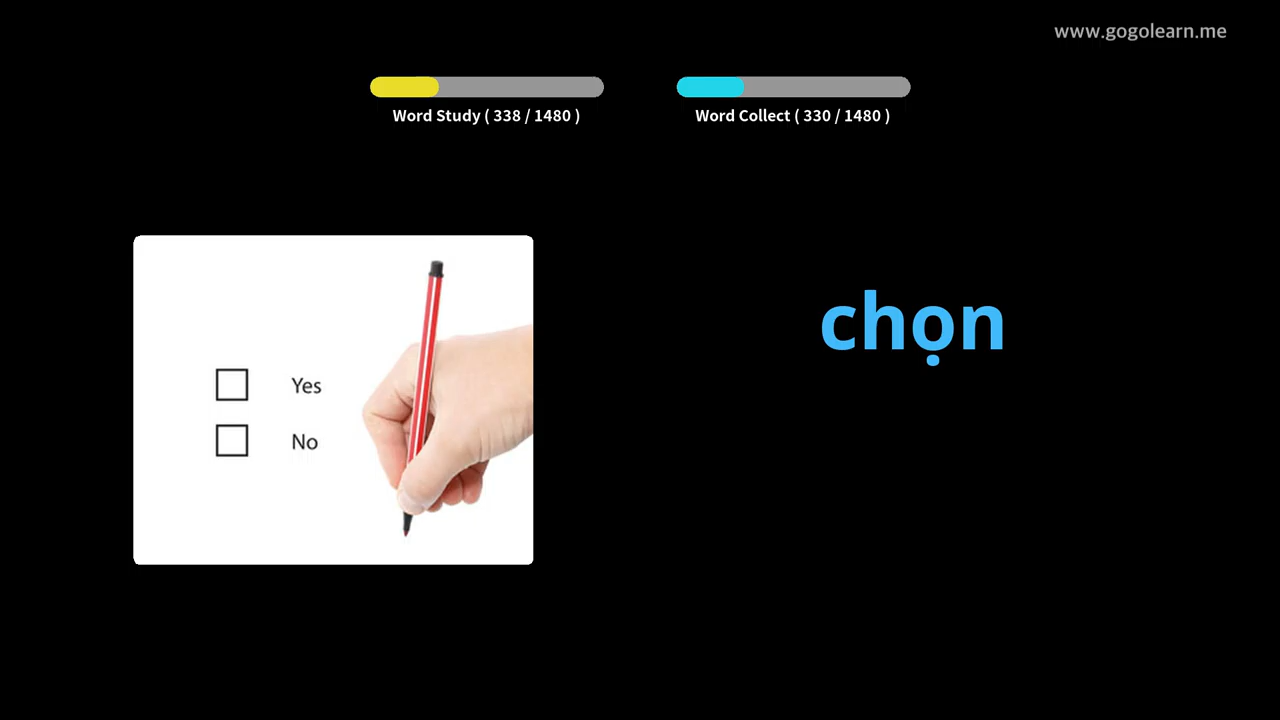 www.gogolearn.me
Word Study ( 338 / 1480 )
Word Collect ( 330 / 1480 )
chọn
Yes
No